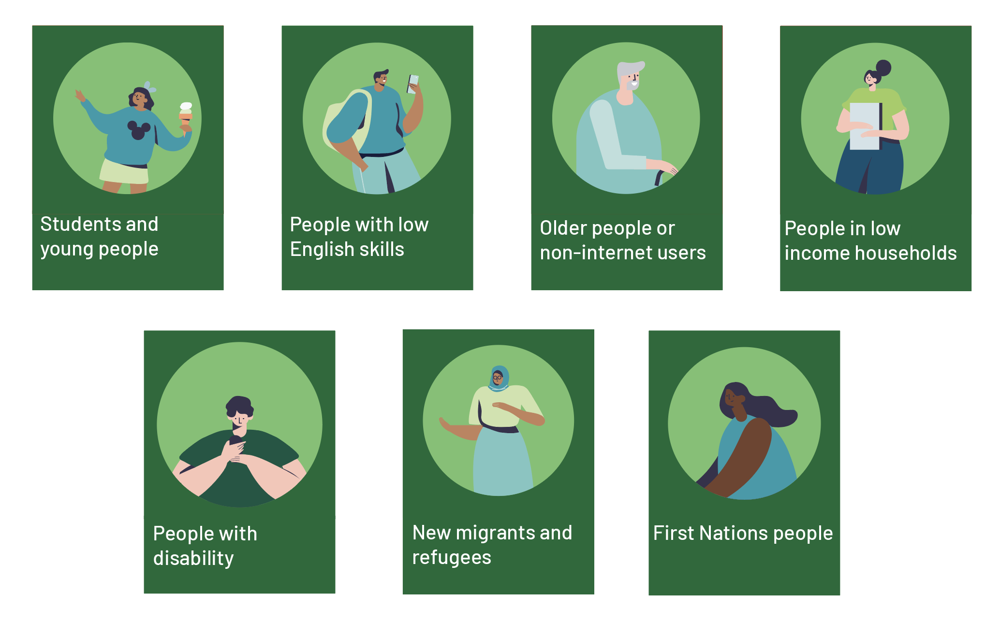 Students and
young people
People with low
English skills
Older people or
non-internet users
People in low
income households
People with
disability
New migrants and
refugees
First Nations people